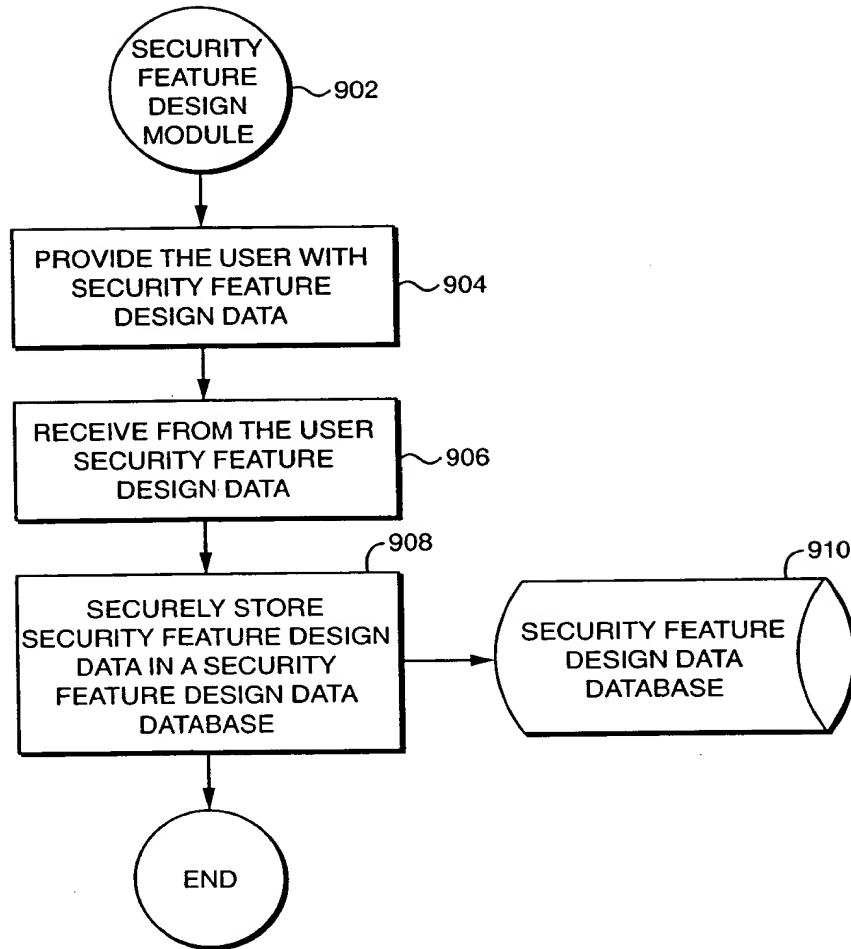 SECURITY
FEATURE
DESIGN
MODULE
902
PROVIDE THE USER WITH
SECURITY FEATURE
DESIGN DATA
904
RECEIVE FROM THE USER
SECURITY FEATURE
DESIGN DATA
906
908
SECURELY STORE
SECURITY FEATURE DESIGN
DATA IN A SECURITY
FEATURE DESIGN DATA
DATABASE
910
SECURITY FEATURE
DESIGN DATA
DATABASE
END